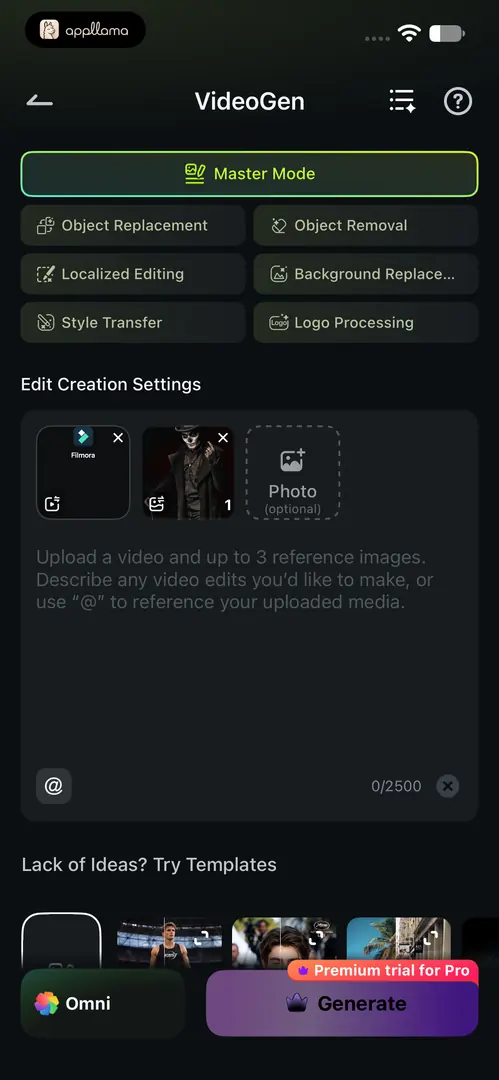 appllama
VideoGen
Master Mode
Object Replacement
Object Removal
Localized Editing
Background Replace...
Style Transfer
Logo
Logo Processing
Edit Creation Settings
Filmora
1
Photo
(optional)
Upload a video and up to 3 reference images.
Describe any video edits you’d like to make, or
use “@” to reference your uploaded media.
@
0/2500
Lack of Ideas? Try Templates
Premium trial for Pro
Omni
Generate